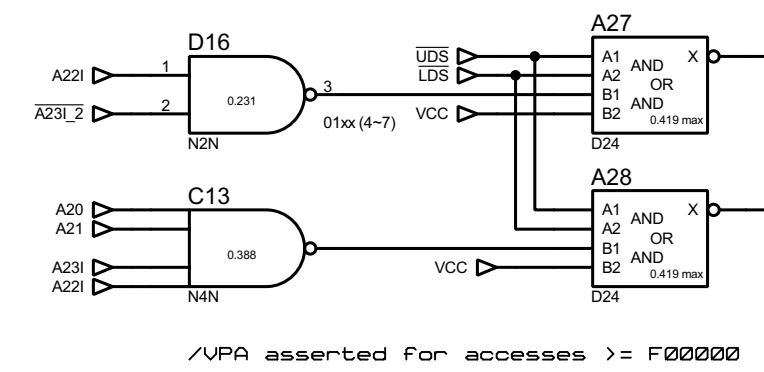 A27
D16
UDS
A1
X
AND
A22I
1
LDS
A2
OR
3
B1
AND
0.231
A23I_2
2
VCC
B2
0.419 max
01xx (4~7)
N2N
D24
A28
C13
A20
A1
X
AND
A21
A2
OR
0.388
B1
AND
A23I
VCC
B2
0.419 max
A22I
N4N
D24
/VPA asserted for accesses >= F00000